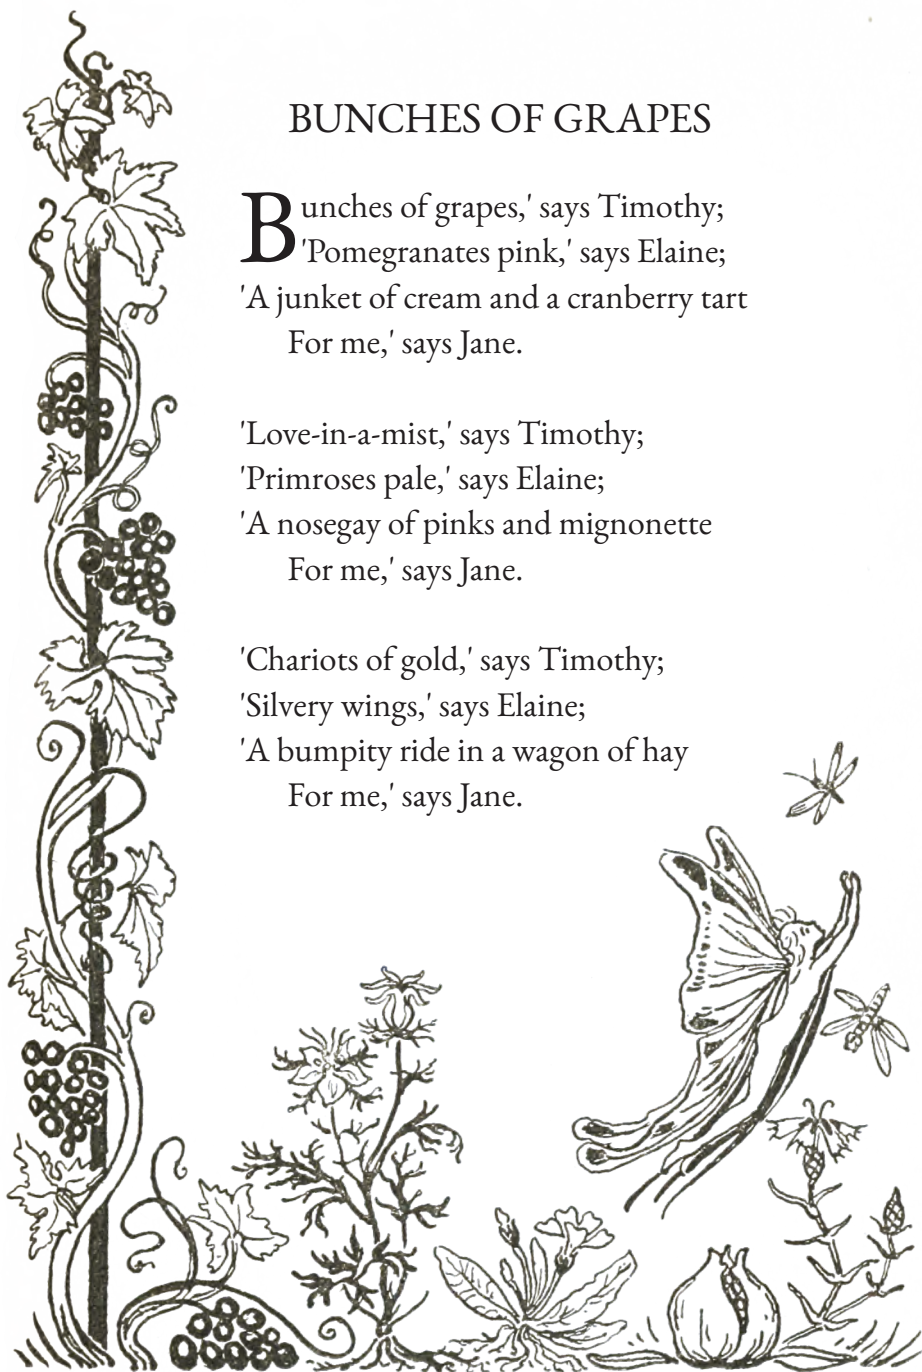 BUNCHES OF GRAPES
Bunches of grapes,' says Timothy;
'Pomegranates pink,' says Elaine;
'A junket of cream and a cranberry tart
For me,' says Jane.
'Love-in-a-mist,' says Timothy;
'Primroses pale,' says Elaine;
'A nosegay of pinks and mignonette
For me,' says Jane.
'Chariots of gold,' says Timothy;
'Silvery wings,' says Elaine;
'A bumpity ride in a wagon of hay
For me,' says Jane.